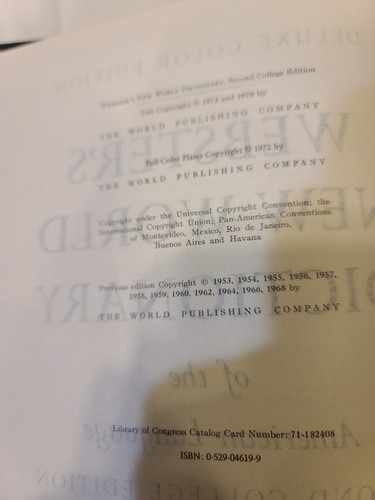 Webster's New World Dictionary, Second College Edition
Text Copyright © 1972 and 1970 by
THE WORLD PUBLISHING COMPANY
Full-Color Plates Copyright © 1972 by
THE WORLD PUBLISHING COMPANY
Copyright under the Universal Copyright Convention; the
International Copyright Union; Pan-American Conventions
of Montevideo, Mexico, Rio de Janeiro,
Buenos Aires and Havana
Previous edition Copyright © 1953, 1954, 1955, 1956, 1957,
1958, 1959, 1960, 1962, 1964, 1966, 1968 by
THE WORLD PUBLISHING COMPANY
Library of Congress Catalog Card Number: 71-182408
ISBN: 0-529-04619-9